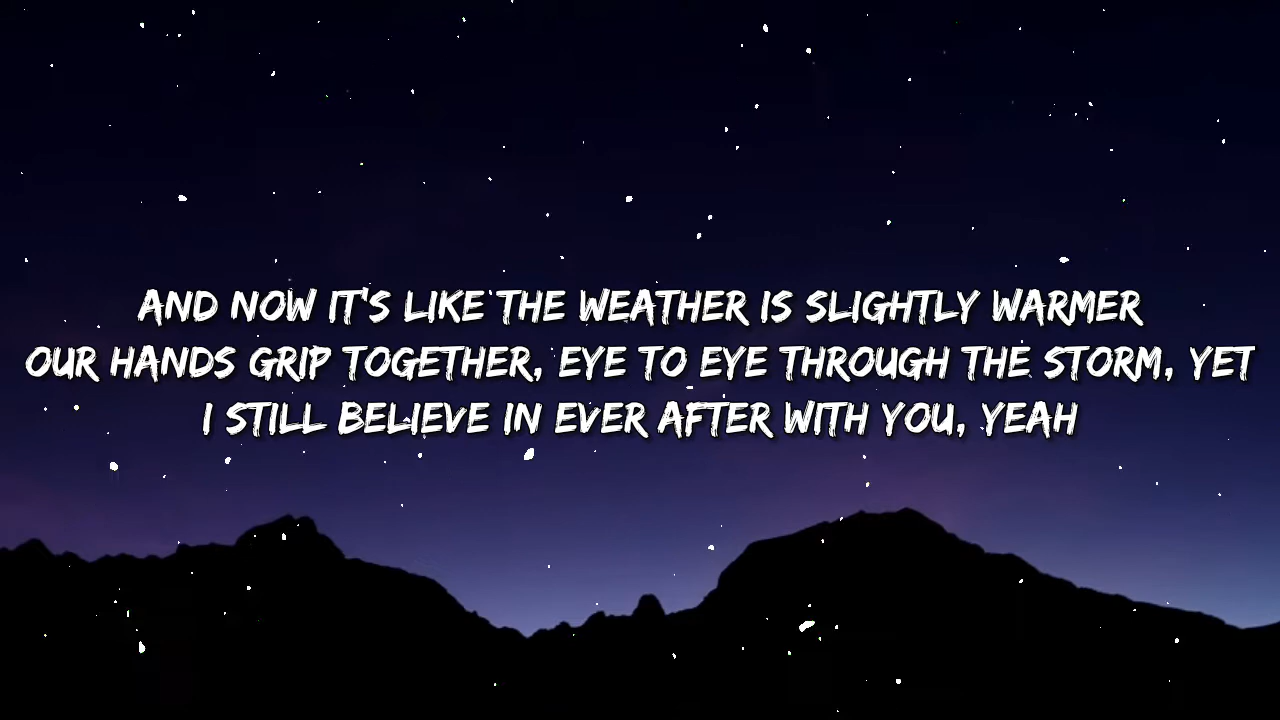 AND NOW IT'S LIKE THE WEATHER IS SLIGHTLY WARMER
OUR HANDS GRIP TOGETHER, EYE TO EYE THROUGH THE STORM, YET
I STILL BELIEVE IN EVER AFTER WITH YOU, YEAH